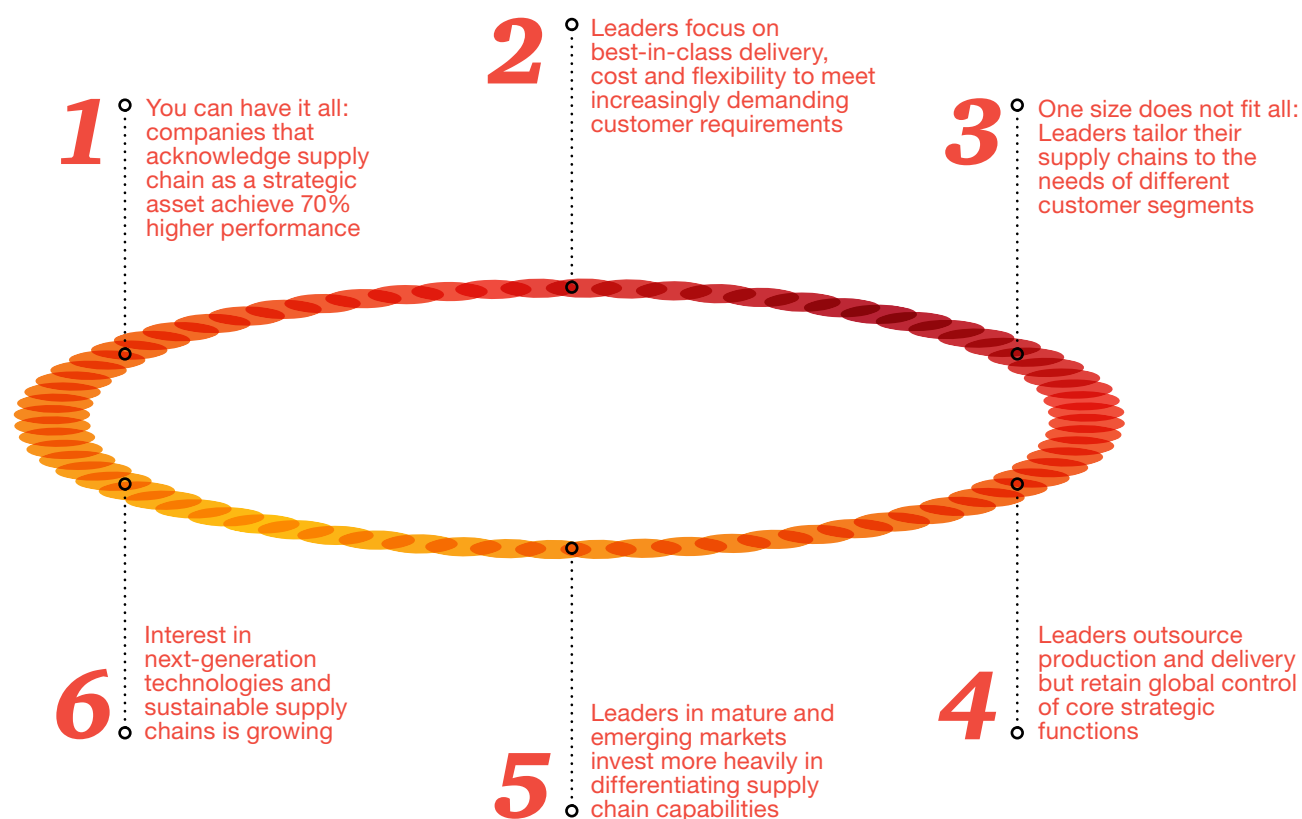 1
You can have it all:
companies that
acknowledge supply
chain as a strategic
asset achieve 70%
higher performance
2
Leaders focus on
best-in-class delivery,
cost and flexibility to meet
increasingly demanding
customer requirements
3
One size does not fit all:
Leaders tailor their
supply chains to the
needs of different
customer segments
4
Leaders outsource
production and delivery
but retain global control
of core strategic
functions
5
Leaders in mature and
emerging markets
invest more heavily in
differentiating supply
chain capabilities
6
Interest in
next-generation
technologies and
sustainable supply
chains is growing